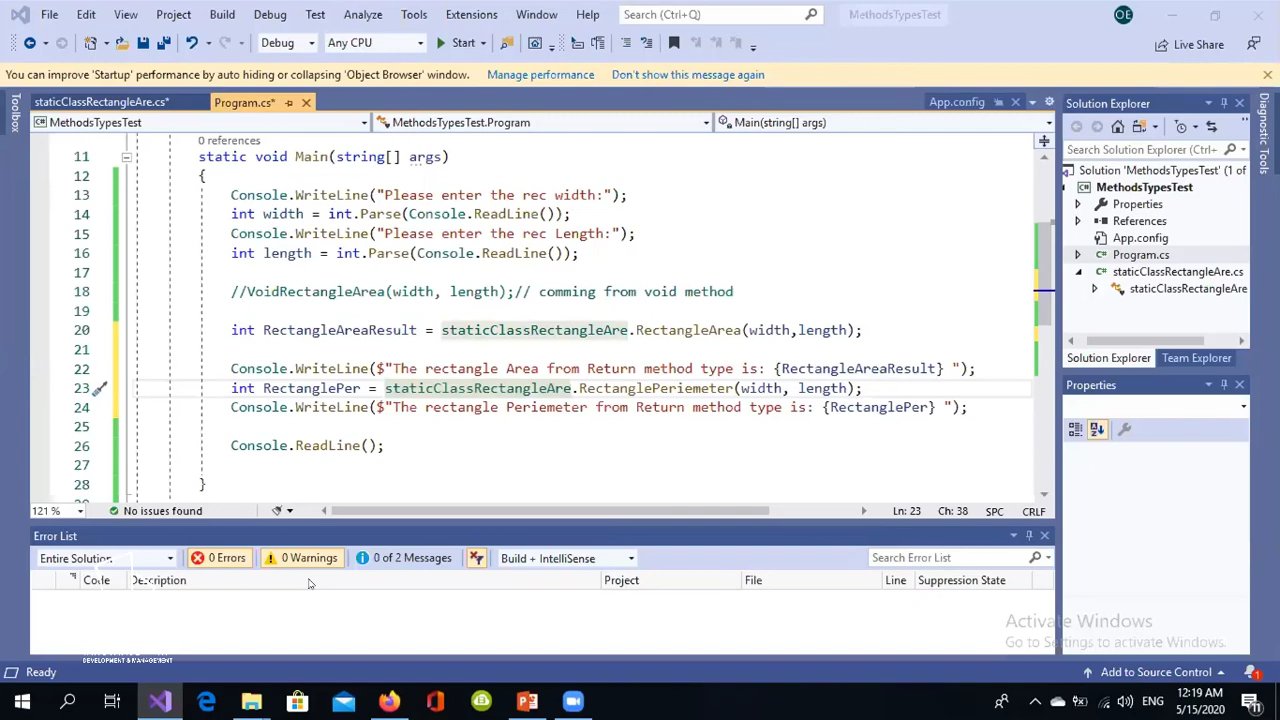 File Edit View Project Build Debug Test Analyze Tools Extensions Window Help Search (Ctrl+Q) MethodsTypesTest OE
Debug Any CPU Start Live Share
You can improve 'Startup' performance by auto hiding or collapsing 'Object Browser' window. Manage performance Don't show this message again
staticClassRectangleAre.cs* Program.cs* App.config
MethodsTypesTest MethodsTypesTest.Program Main(string[] args)
0 references
11 static void Main(string[] args)
12 {
13 Console.WriteLine("Please enter the rec width:");
14 int width = int.Parse(Console.ReadLine());
15 Console.WriteLine("Please enter the rec Length:");
16 int length = int.Parse(Console.ReadLine());
17
18 //VoidRectangleArea(width, length);// comming from void method
20 int RectangleAreaResult = staticClassRectangleAre.RectangleArea(width,length);
21
22 Console.WriteLine($"The rectangle Area from Return method type is: {RectangleAreaResult} ");
23 int RectanglePer = staticClassRectangleAre.RectanglePeriemeter(width, length);
24 Console.WriteLine($"The rectangle Periemeter from Return method type is: {RectanglePer} ");
25
26 Console.ReadLine();
27
28 }
121 % No issues found Ln: 23 Ch: 38 SPC CRLF
Toolbox
Diagnostic Tools
Solution Explorer
Search Solution Explorer (Ctrl+
Solution 'MethodsTypesTest' (1 of
MethodsTypesTest
Properties
References
App.config
Program.cs
staticClassRectangleAre.cs
staticClassRectangleAre
Solution Explorer Team Explorer
Properties
Error List
Entire Solution 0 Errors 0 Warnings 0 of 2 Messages Build + IntelliSense Search Error List
Code Description Project File Line Suppression State
Activate Windows
Go to Settings to activate Windows.
DEVELOPMENT & MANAGEMENT
Ready Add to Source Control 1
ENG 12:19 AM
5/15/2020 11